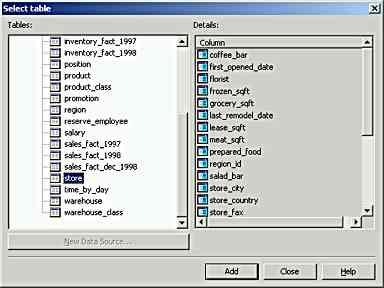 Select table
Tables:
inventory_fact_1997
inventory_fact_1998
position
product
product_class
promotion
region
reserve_employee
salary
sales_fact_1997
sales_fact_1998
sales_fact_dec_1998
store
time_by_day
warehouse
warehouse_class
New Data Source...
Details:
Column
coffee_bar
first_opened_date
florist
frozen_sqft
grocery_sqft
last_remodel_date
lease_sqft
meat_sqft
prepared_food
region_id
salad_bar
store_city
store_country
store_fax
Add
Close
Help